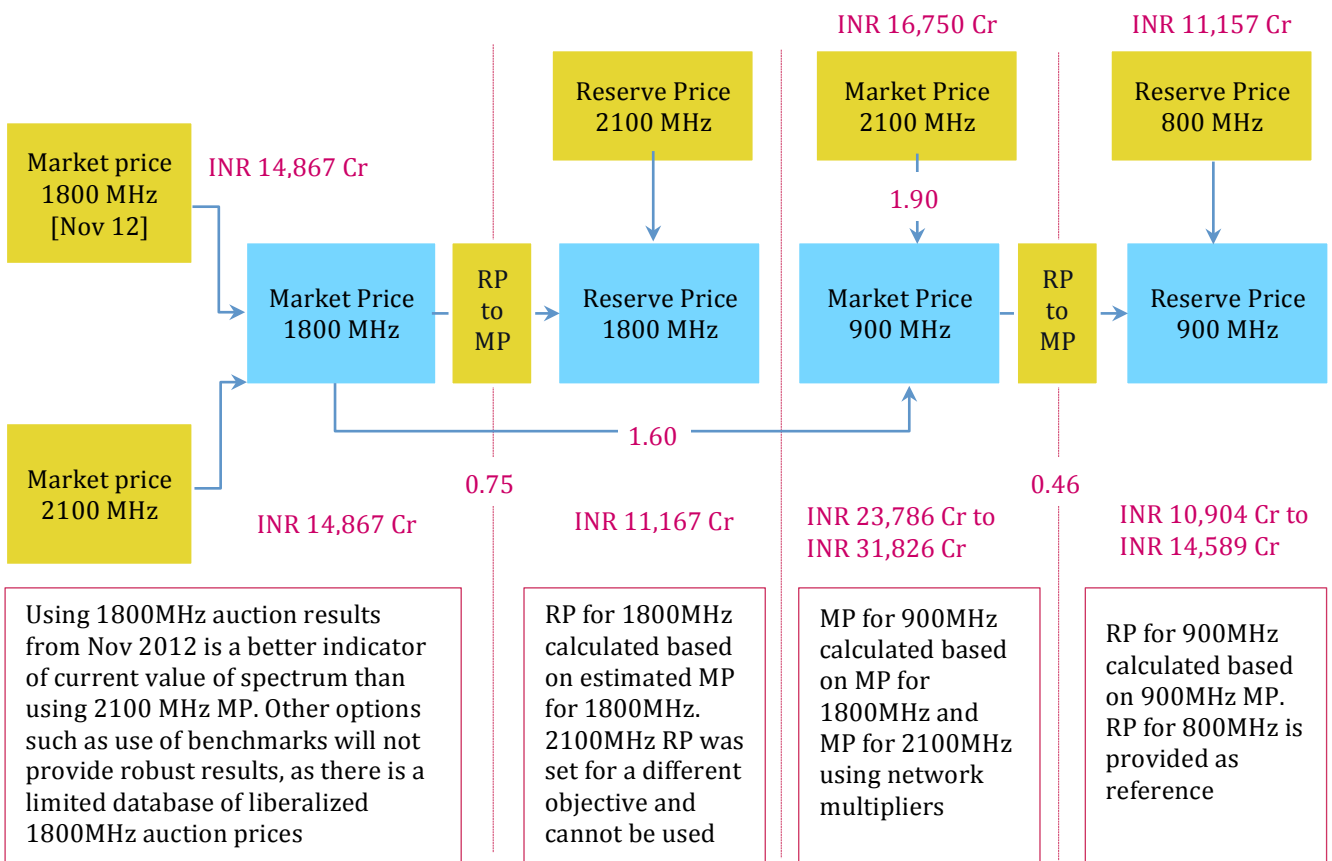 INR 16,750 Cr
INR 11,157 Cr
Reserve Price
2100 MHz
Market Price
2100 MHz
Reserve Price
800 MHz
Market price
1800 MHz
[Nov 12]
INR 14,867 Cr
1.90
Market Price
1800 MHz
RP
to
MP
Reserve Price
1800 MHz
Market Price
900 MHz
RP
to
MP
Reserve Price
900 MHz
1.60
Market price
2100 MHz
0.75
0.46
INR 14,867 Cr
INR 11,167 Cr
INR 23,786 Cr to
INR 31,826 Cr
INR 10,904 Cr to
INR 14,589 Cr
Using 1800MHz auction results
from Nov 2012 is a better indicator
of current value of spectrum than
using 2100 MHz MP. Other options
such as use of benchmarks will not
provide robust results, as there is a
limited database of liberalized
1800MHz auction prices
RP for 1800MHz
calculated based
on estimated MP
for 1800MHz.
2100MHz RP was
set for a different
objective and
cannot be used
MP for 900MHz
calculated based
on MP for
1800MHz and
MP for 2100MHz
using network
multipliers
RP for 900MHz
calculated based
on 900MHz MP.
RP for 800MHz is
provided as
reference